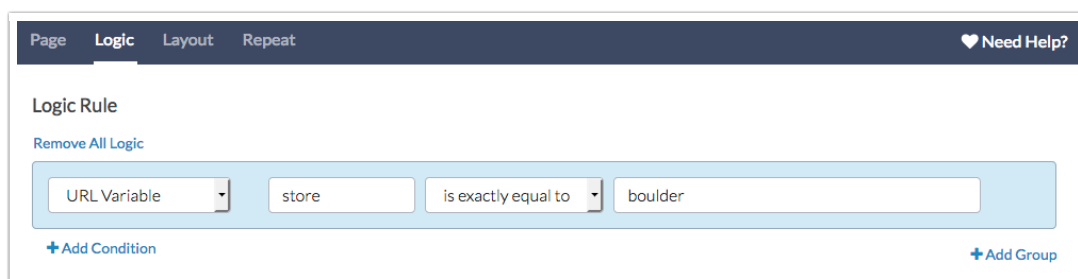 Page Logic Layout Repeat Need Help?
Logic Rule
Remove All Logic
URL Variable store is exactly equal to boulder
+ Add Condition
+ Add Group